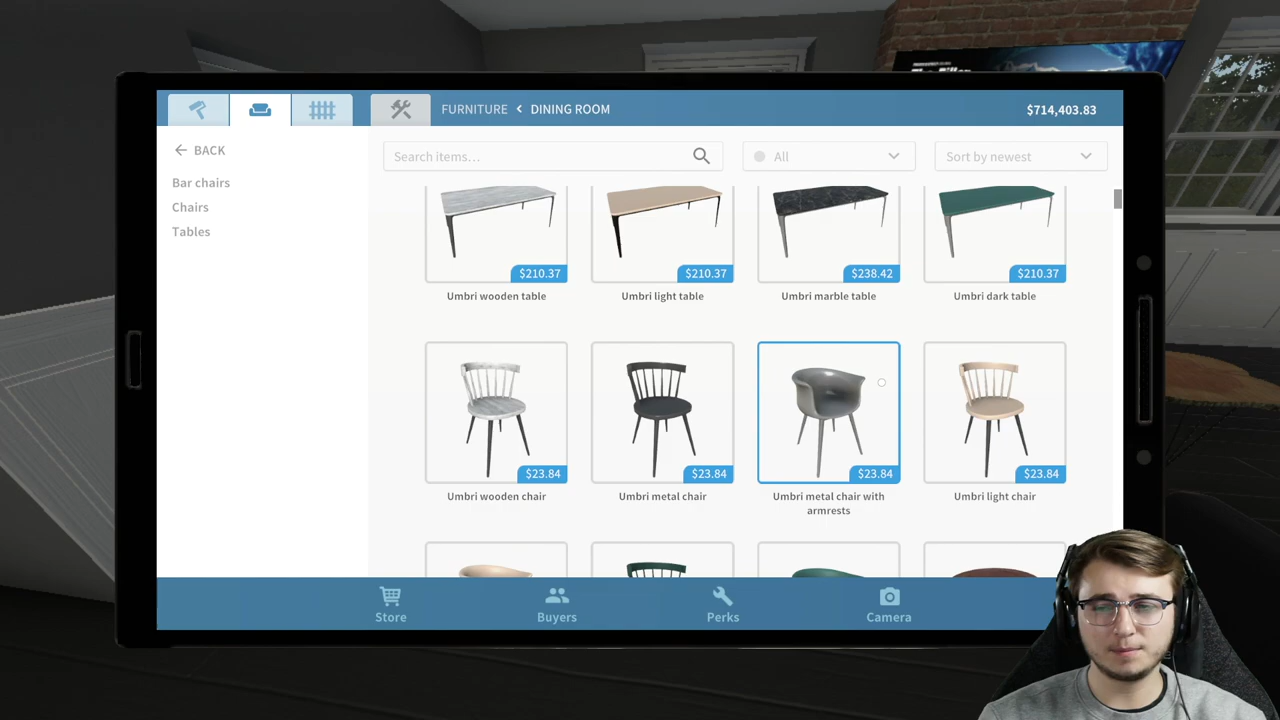 FURNITURE < DINING ROOM
$714,403.83
BACK
Search items...
All
Sort by newest
Bar chairs
Chairs
Tables
$210.37
$210.37
$238.42
$210.37
Umbri wooden table
Umbri light table
Umbri marble table
Umbri dark table
$23.84
$23.84
$23.84
$23.84
Umbri wooden chair
Umbri metal chair
Umbri metal chair with
armrests
Umbri light chair
Store
Buyers
Perks
Camera